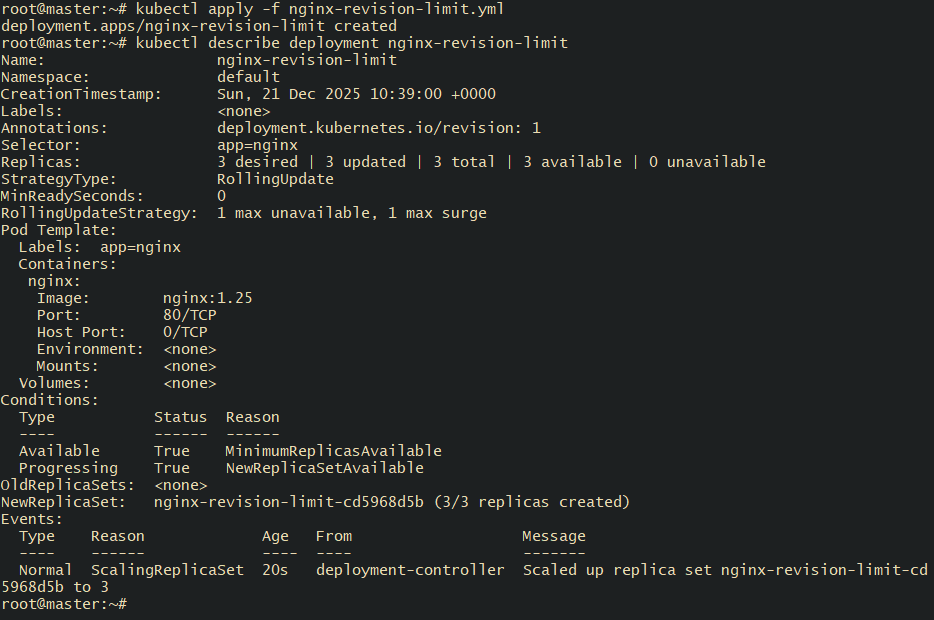 root@master:~# kubectl apply -f nginx-revision-limit.yml
deployment.apps/nginx-revision-limit created
root@master:~# kubectl describe deployment nginx-revision-limit
Name:                   nginx-revision-limit
Namespace:              default
CreationTimestamp:      Sun, 21 Dec 2025 10:39:00 +0000
Labels:                 <none>
Annotations:            deployment.kubernetes.io/revision: 1
Selector:               app=nginx
Replicas:               3 desired | 3 updated | 3 total | 3 available | 0 unavailable
StrategyType:           RollingUpdate
MinReadySeconds:        0
RollingUpdateStrategy:  1 max unavailable, 1 max surge
Pod Template:
  Labels:  app=nginx
  Containers:
   nginx:
    Image:        nginx:1.25
    Port:         80/TCP
    Host Port:    0/TCP
    Environment:  <none>
    Mounts:       <none>
  Volumes:        <none>
Conditions:
  Type           Status  Reason
  ----           ------  ------
  Available      True    MinimumReplicasAvailable
  Progressing    True    NewReplicaSetAvailable
OldReplicaSets:  <none>
NewReplicaSet:   nginx-revision-limit-cd5968d5b (3/3 replicas created)
Events:
  Type    Reason             Age   From                   Message
  ----    ------             ----  ----                   -------
  Normal  ScalingReplicaSet  20s   deployment-controller  Scaled up replica set nginx-revision-limit-cd
5968d5b to 3
root@master:~#